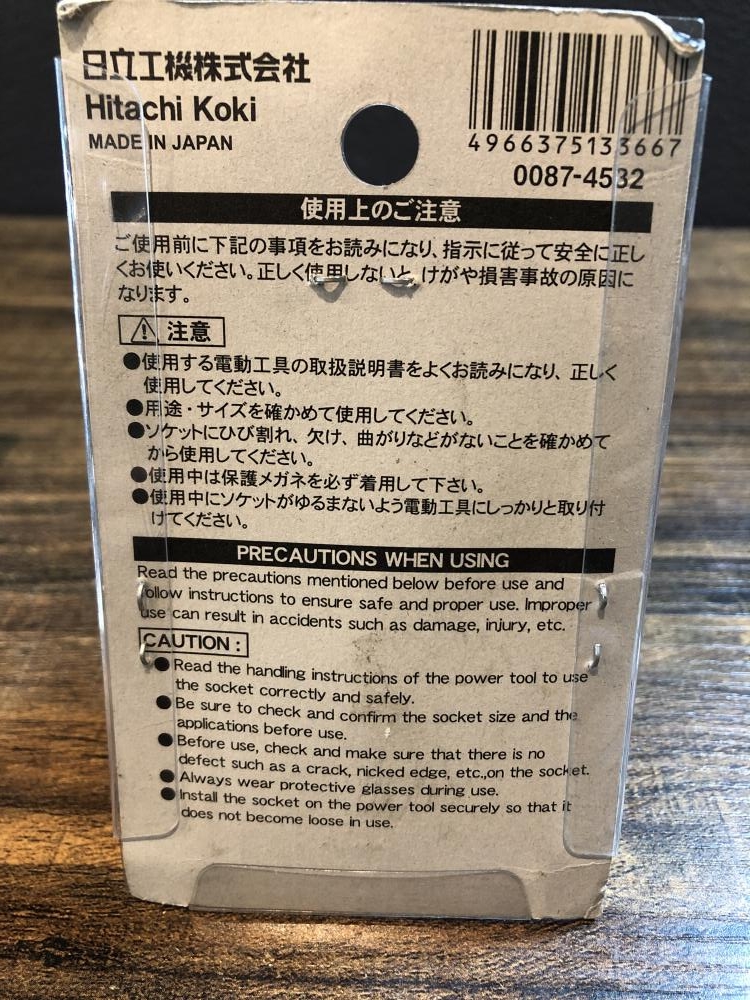 日立工機株式会社
Hitachi Koki
MADE IN JAPAN
4966375133667
0087-4532
使用上のご注意
ご使用前に下記の事項をお読みになり、指示に従って安全に正し
くお使いください。正しく使用しないと、けがや損害事故の原因に
なります。
注意
●使用する電動工具の取扱説明書をよくお読みになり、正しく
使用してください。
●用途・サイズを確かめて使用してください。
●ソケットにひび割れ、欠け、曲がりなどがないことを確かめて
から使用してください。
●使用中は保護メガネを必ず着用して下さい。
●使用中にソケットがゆるまないよう電動工具にしっかりと取り付
けてください。
PRECAUTIONS WHEN USING
Read the precautions mentioned below before use and
follow instructions to ensure safe and proper use. Improper
use can result in accidents such as damage, injury, etc.
CAUTION :
●Read the handling instructions of the power tool to use
the socket correctly and safely.
●Be sure to check and confirm the socket size and the
applications before use.
●Before use, check and make sure that there is no
defect such as a crack, nicked edge, etc.,on the socket.
●Always wear protective glasses during use.
●Install the socket on the power tool securely so that it
does not become loose in use.